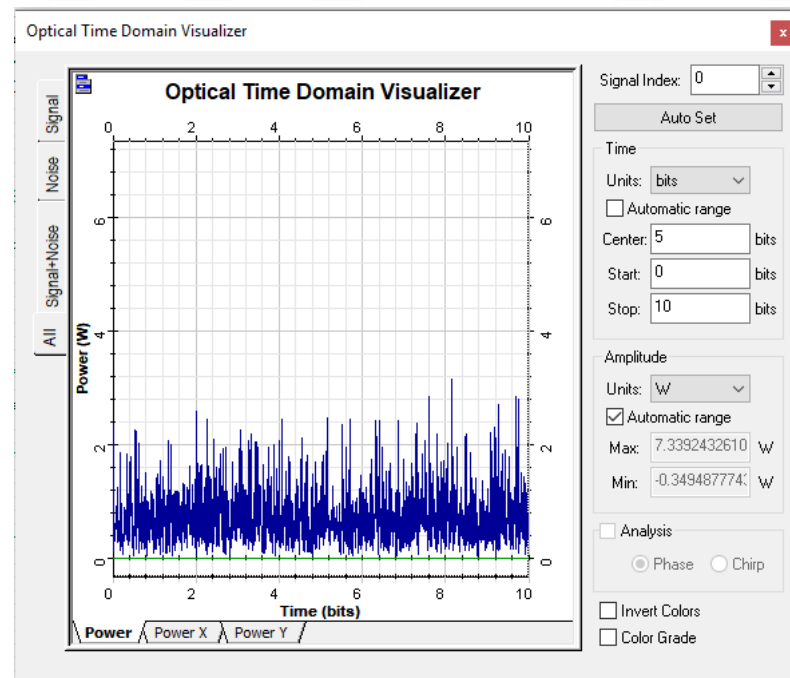 Optical Time Domain Visualizer
x
Signal
Noise
Signal+Noise
All
Optical Time Domain Visualizer
0 2 4 6 8 10
6
4
2
0
Power (W)
6
4
2
0
0 2 4 6 8 10
Time (bits)
Power Power X Power Y
Signal Index: 0
Auto Set
Time
Units: bits
Automatic range
Center: 5 bits
Start: 0 bits
Stop: 10 bits
Amplitude
Units: W
Automatic range
Max: 7.3392432610 W
Min: -0.349487774 W
Analysis
Phase Chirp
Invert Colors
Color Grade